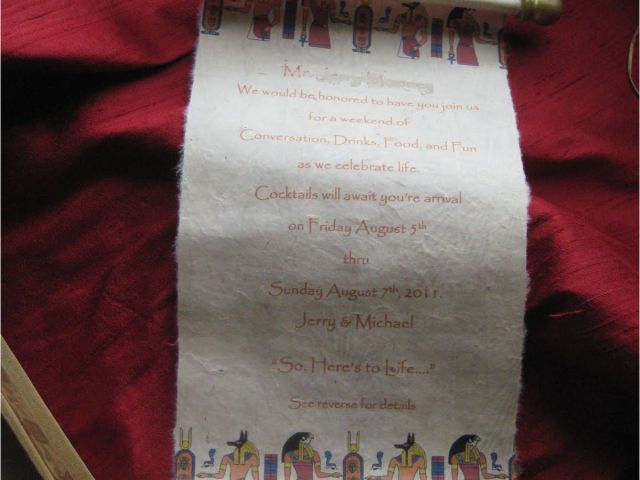 Mr.
We would be honored to have you join us
for a weekend of
Conversation, Drinks, Food, and Fun
as we celebrate life.
Cocktails will await you're arrival
on Friday August 5th
thru
Sunday August 7th, 2011.
Jerry & Michael
"So. Here's to Life...."
See reverse for details